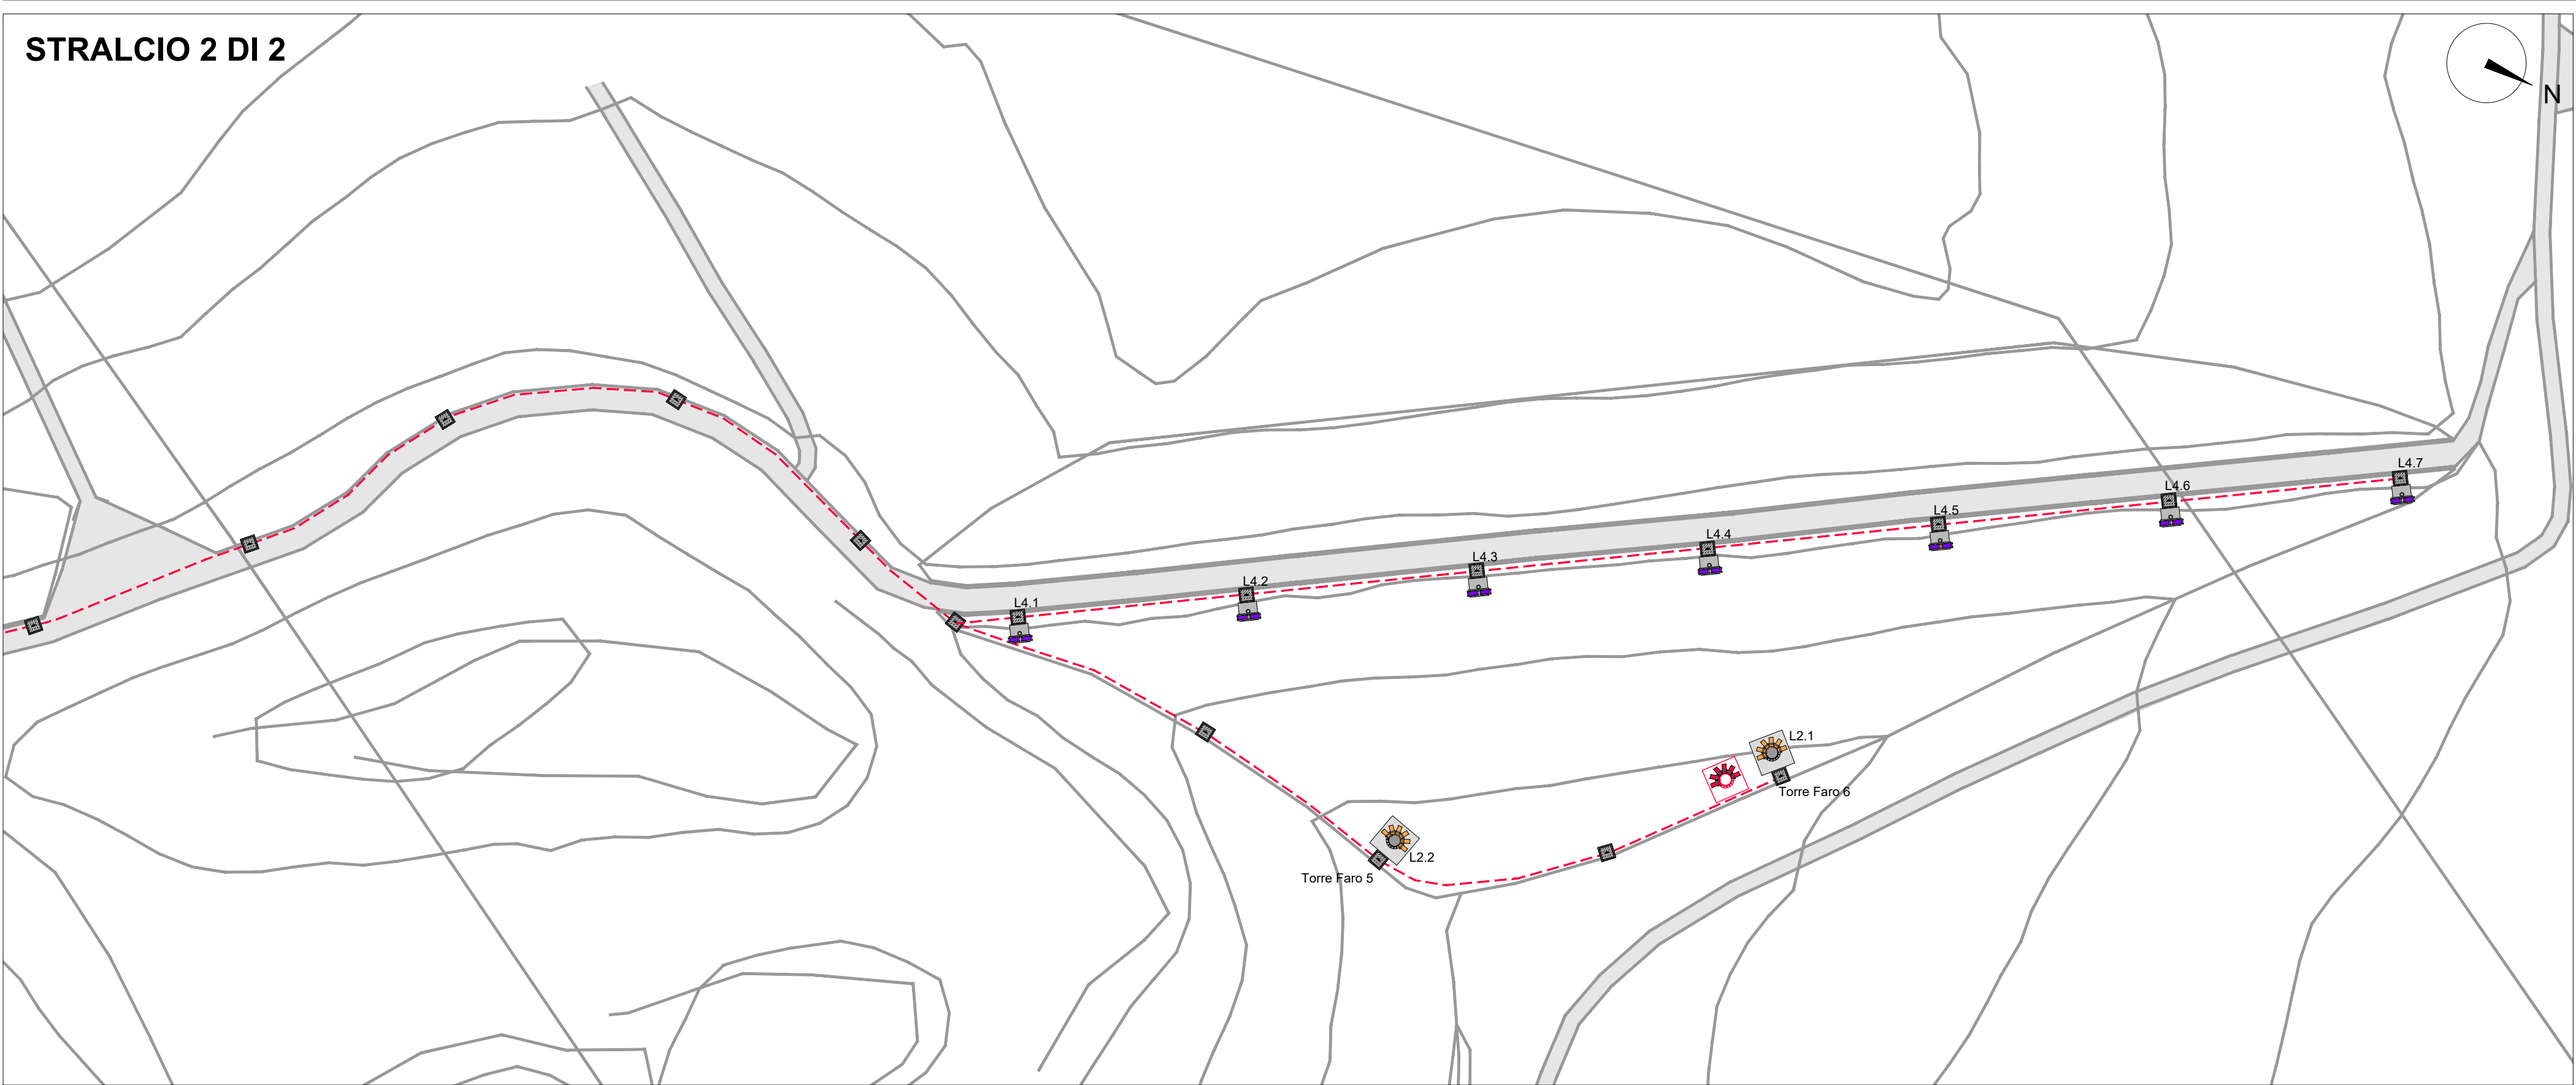 STRALCIO 2 DI 2
N
L4.7
L4.6
L4.5
L4.4
L4.3
L4.2
L4.1
L2.1
Torre Faro 6
L2.2
Torre Faro 5